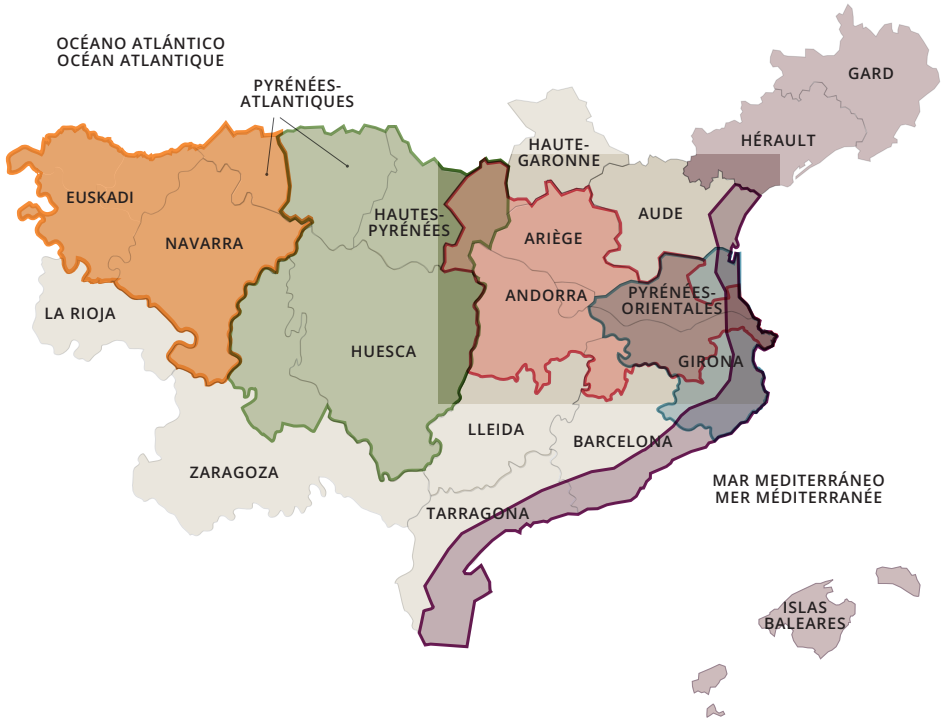 OCÉANO ATLÁNTICO
OCÉAN ATLANTIQUE
GARD
PYRÉNÉES-
ATLANTIQUES
HÉRAULT
HAUTE-
GARONNE
EUSKADI
HAUTES-
PYRÉNÉES
AUDE
NAVARRA
ARIÈGE
ANDORRA
PYRÉNÉES-
ORIENTALES
LA RIOJA
HUESCA
GIRONA
LLEIDA
BARCELONA
ZARAGOZA
MAR MEDITERRÁNEO
MER MÉDITERRANÉE
TARRAGONA
ISLAS
BALEARES